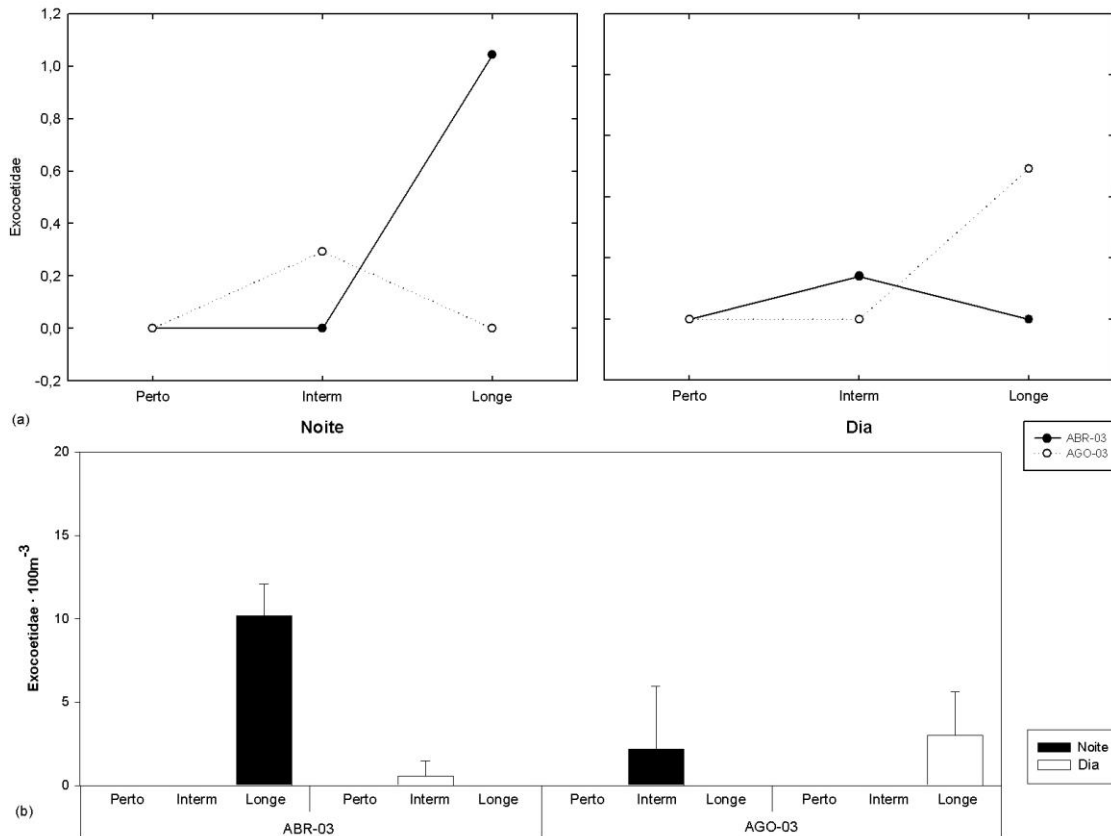 1,2
1,0
0,8
0,6
0,4
0,2
0,0
-0,2
Exocoetidae
Perto Interm Longe
Perto Interm Longe
(a)
Noite
Dia
ABR-03
AGO-03
20
15
10
5
0
Exocoetidae · 100m-3
Perto Interm Longe Perto Interm Longe Perto Interm Longe Perto Interm Longe
ABR-03 AGO-03
(b)
Noite
Dia